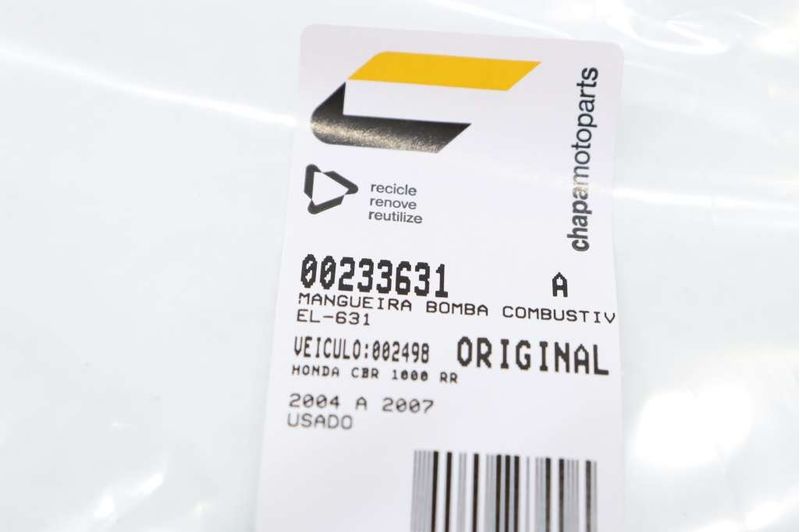 chapamotoparts
recicle
renove
reutilize
00233631 A
MANGUEIRA BOMBA COMBUSTIV
EL-631
VEICULO:002498 ORIGINAL
HONDA CBR 1000 RR
2004 A 2007
USADO